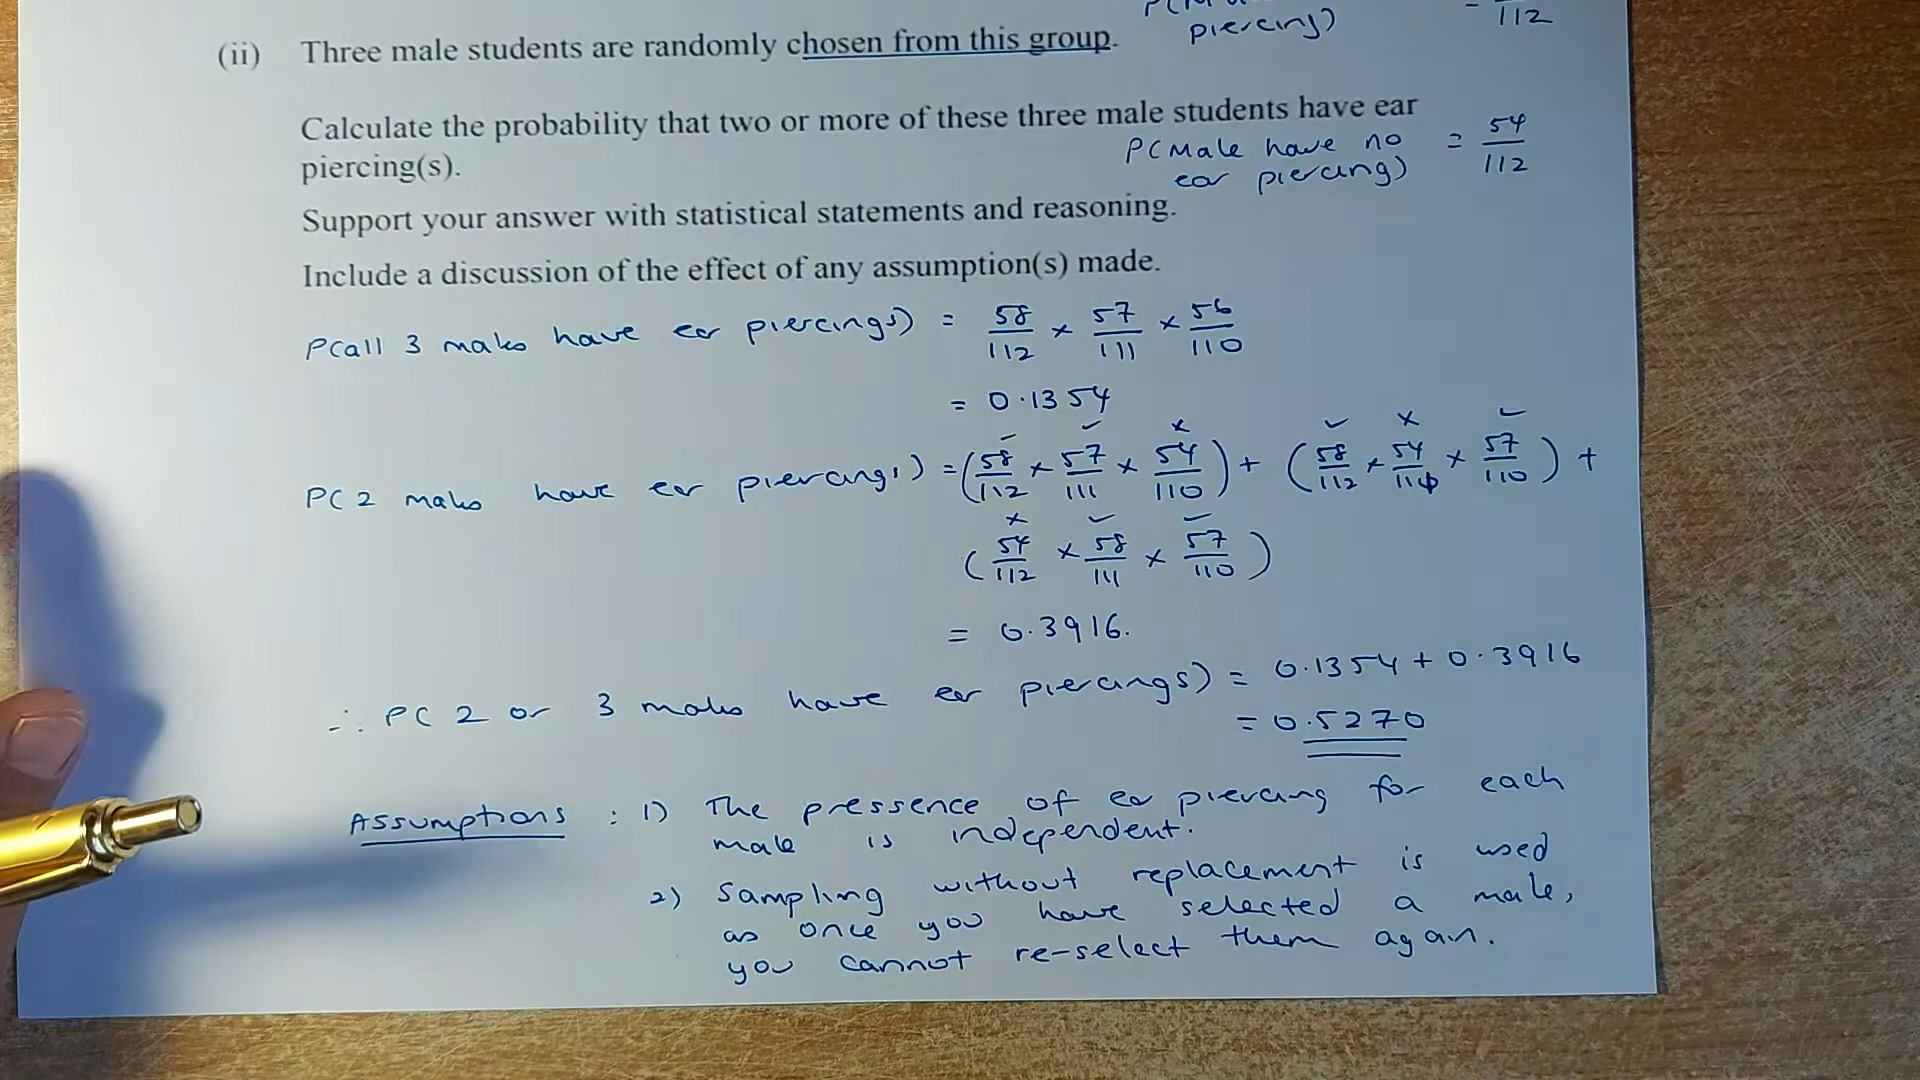 (ii) Three male students are randomly chosen from this group.
piercing)
112
Calculate the probability that two or more of these three male students have ear
piercing(s).
P(Male have no ear piercing) = 54/112
Support your answer with statistical statements and reasoning.
Include a discussion of the effect of any assumption(s) made.
P(all 3 males have ear piercings) = 58/112 × 57/111 × 56/110
= 0.1354
P(2 males have ear piercings) = (58/112 × 57/111 × 54/110) + (58/112 × 54/111 × 57/110) +
(54/112 × 58/111 × 57/110)
= 0.3916.
∴ P(2 or 3 males have ear piercings) = 0.1354 + 0.3916
= 0.5270
Assumptions : 1) The pressence of ear piercing for each
male is independent.
2) Sampling without replacement is used
as once you have selected a male,
you cannot re-select them again.